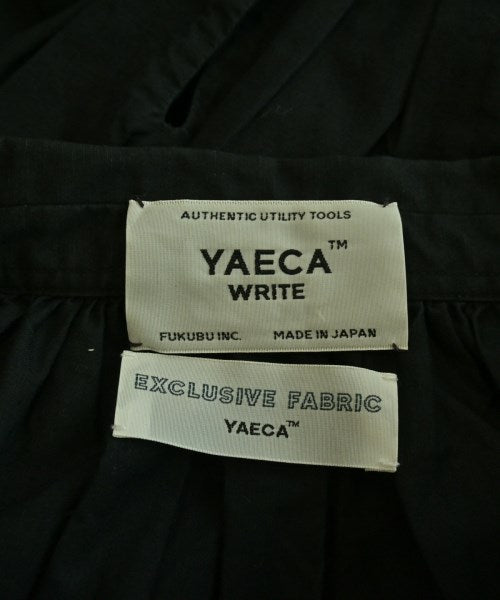 AUTHENTIC UTILITY TOOLS
YAECA™
WRITE
FUKUBU INC. MADE IN JAPAN
EXCLUSIVE FABRIC
YAECA™